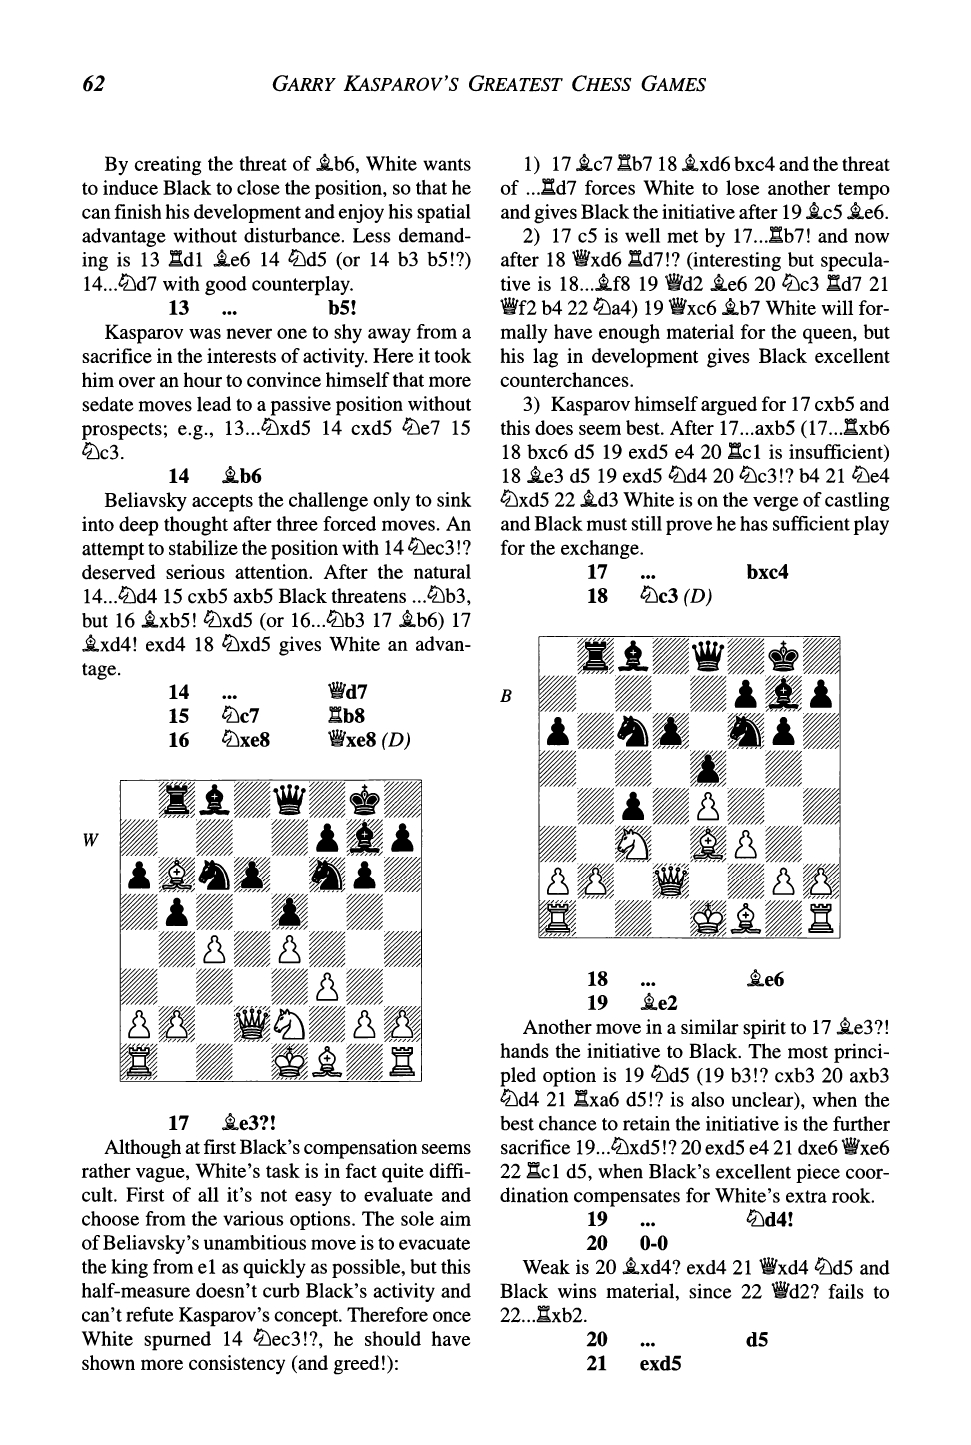 62
GARRY KASPAROV'S GREATEST CHESS GAMES
By creating the threat of ♗b6, White wants
to induce Black to close the position, so that he
can finish his development and enjoy his spatial
advantage without disturbance. Less demand-
ing is 13 ♖d1 ♗e6 14 ♘d5 (or 14 b3 b5!?)
14...♘d7 with good counterplay.
13 ... b5!
Kasparov was never one to shy away from a
sacrifice in the interests of activity. Here it took
him over an hour to convince himself that more
sedate moves lead to a passive position without
prospects; e.g., 13...♘xd5 14 cxd5 ♘e7 15
♘c3.
14 ♗b6
Beliavsky accepts the challenge only to sink
into deep thought after three forced moves. An
attempt to stabilize the position with 14 ♘ec3!?
deserved serious attention. After the natural
14...♘d4 15 cxb5 axb5 Black threatens ...♘b3,
but 16 ♗xb5! ♘xd5 (or 16...♘b3 17 ♗b6) 17
♗xd4! exd4 18 ♘xd5 gives White an advan-
tage.
14 ... ♕d7
15 ♘c7 ♖b8
16 ♘xe8 ♕xe8 (D)
W
17 ♗e3?!
Although at first Black's compensation seems
rather vague, White's task is in fact quite diffi-
cult. First of all it's not easy to evaluate and
choose from the various options. The sole aim
of Beliavsky's unambitious move is to evacuate
the king from e1 as quickly as possible, but this
half-measure doesn't curb Black's activity and
can't refute Kasparov's concept. Therefore once
White spurned 14 ♘ec3!?, he should have
shown more consistency (and greed!):
1) 17 ♗c7 ♖b7 18 ♗xd6 bxc4 and the threat
of ...♖d7 forces White to lose another tempo
and gives Black the initiative after 19 ♗c5 ♗e6.
2) 17 c5 is well met by 17...♖b7! and now
after 18 ♕xd6 ♖d7!? (interesting but specula-
tive is 18...♗f8 19 ♕d2 ♗e6 20 ♘c3 ♖d7 21
♕f2 b4 22 ♘a4) 19 ♕xc6 ♗b7 White will for-
mally have enough material for the queen, but
his lag in development gives Black excellent
counterchances.
3) Kasparov himself argued for 17 cxb5 and
this does seem best. After 17...axb5 (17...♖xb6
18 bxc6 d5 19 exd5 e4 20 ♖c1 is insufficient)
18 ♗e3 d5 19 exd5 ♘d4 20 ♘c3!? b4 21 ♘e4
♘xd5 22 ♗d3 White is on the verge of castling
and Black must still prove he has sufficient play
for the exchange.
17 ... bxc4
18 ♘c3 (D)
B
18 ... ♗e6
19 ♗e2
Another move in a similar spirit to 17 ♗e3?!
hands the initiative to Black. The most princi-
pled option is 19 ♘d5 (19 b3!? cxb3 20 axb3
♘d4 21 ♖xa6 d5!? is also unclear), when the
best chance to retain the initiative is the further
sacrifice 19...♘xd5!? 20 exd5 e4 21 dxe6 ♕xe6
22 ♖c1 d5, when Black's excellent piece coor-
dination compensates for White's extra rook.
19 ... ♘d4!
20 0-0
Weak is 20 ♗xd4? exd4 21 ♕xd4 ♘d5 and
Black wins material, since 22 ♕d2? fails to
22...♖xb2.
20 ... d5
21 exd5